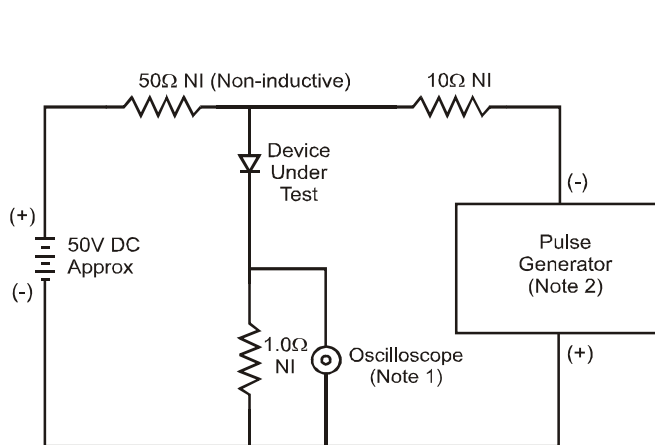 50Ω NI (Non-inductive)
10Ω NI
Device
Under
Test
(-)
(+)
50V DC
Approx
(-)
Pulse
Generator
(Note 2)
1.0Ω
NI
Oscilloscope
(Note 1)
(+)